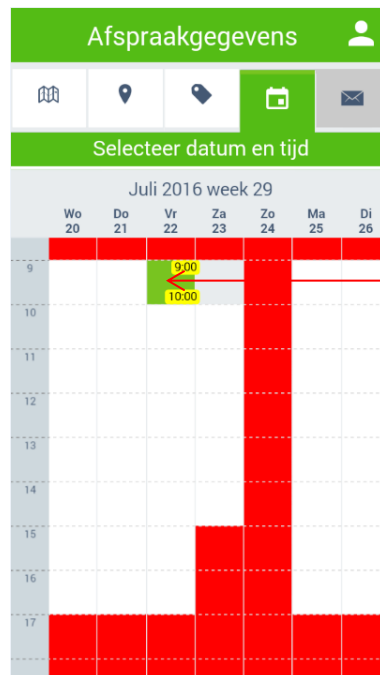 Afspraakgegevens
Selecteer datum en tijd
Juli 2016 week 29
Wo Do Vr Za Zo Ma Di
20 21 22 23 24 25 26
9
9:00
10:00
10
11
12
13
14
15
16
17